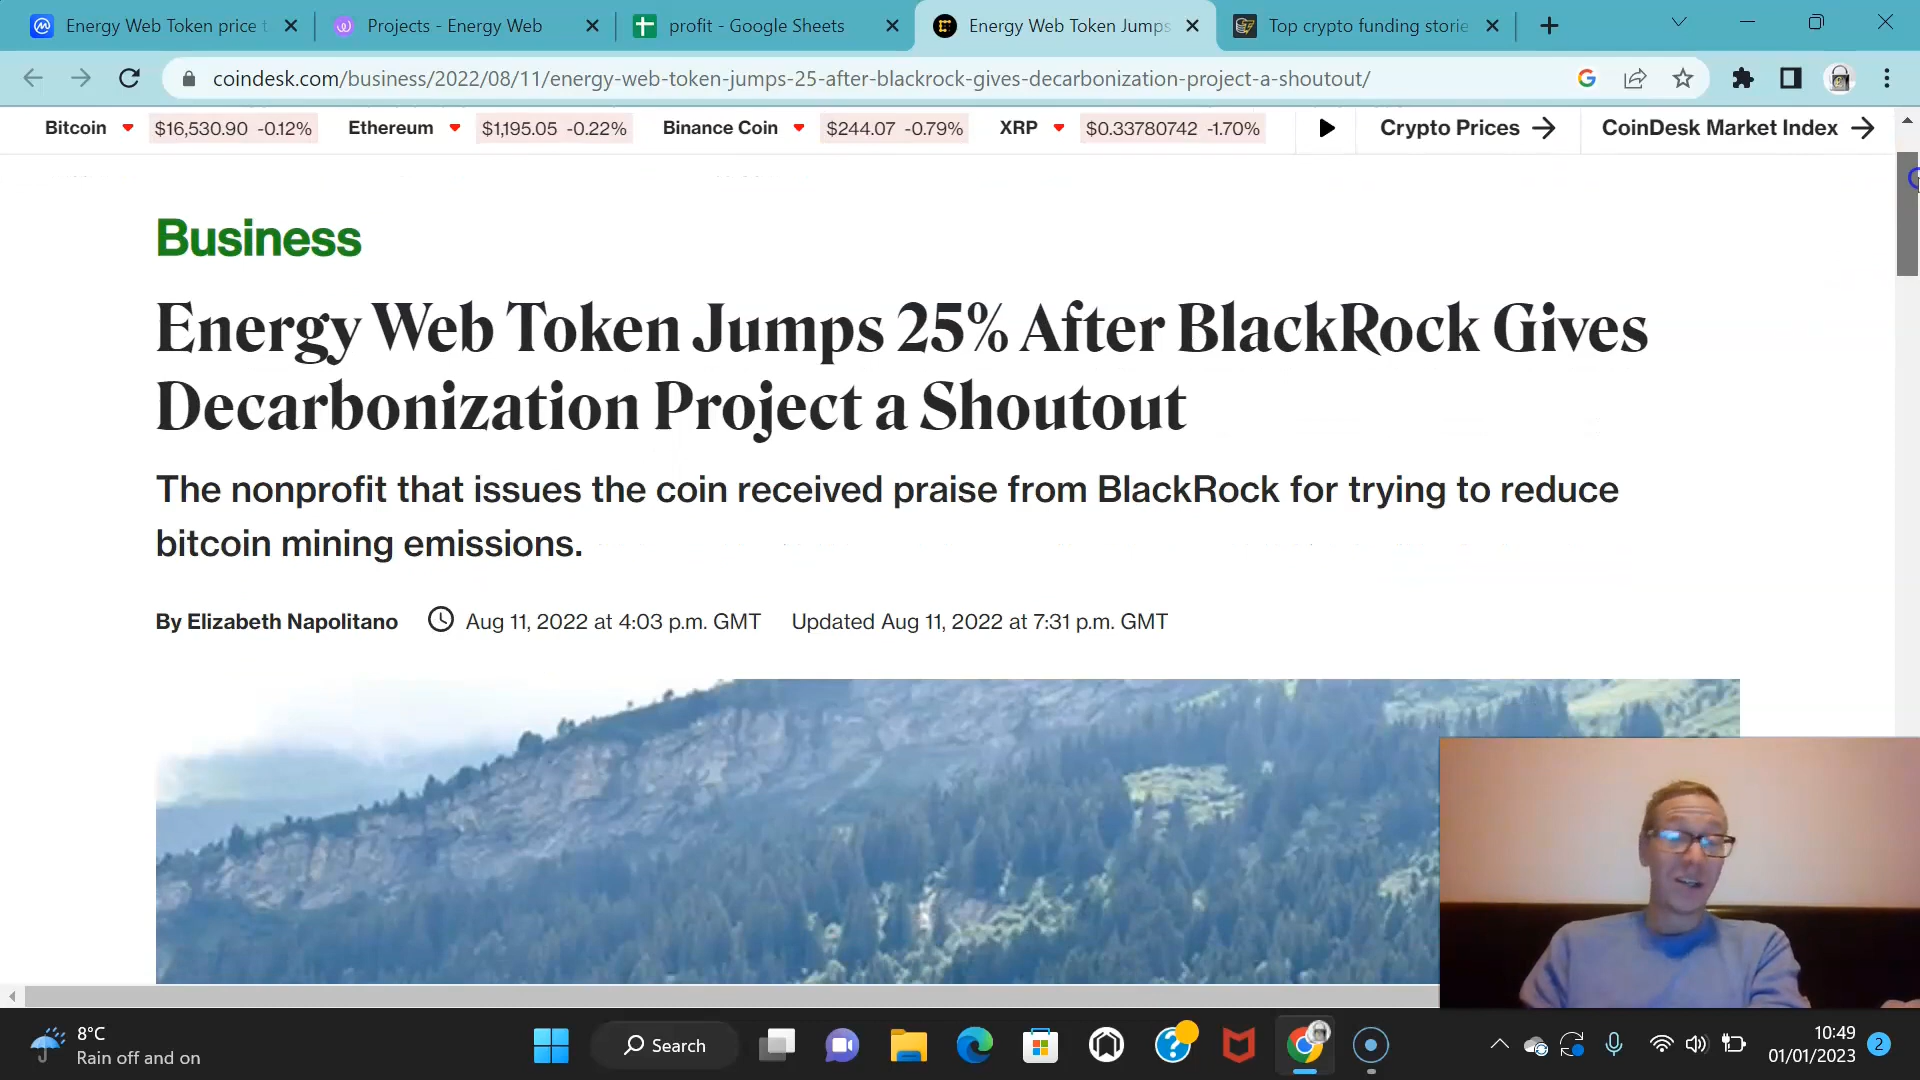 Energy Web Token price t
Projects - Energy Web
profit - Google Sheets
Energy Web Token Jumps
Top crypto funding storie
coindesk.com/business/2022/08/11/energy-web-token-jumps-25-after-blackrock-gives-decarbonization-project-a-shoutout/
Bitcoin $16,530.90 -0.12% Ethereum $1,195.05 -0.22% Binance Coin $244.07 -0.79% XRP $0.33780742 -1.70% Crypto Prices → CoinDesk Market Index →
Business
Energy Web Token Jumps 25% After BlackRock Gives
Decarbonization Project a Shoutout
The nonprofit that issues the coin received praise from BlackRock for trying to reduce
bitcoin mining emissions.
By Elizabeth Napolitano Aug 11, 2022 at 4:03 p.m. GMT Updated Aug 11, 2022 at 7:31 p.m. GMT
8°C
Rain off and on
Search
10:49
01/01/2023
2